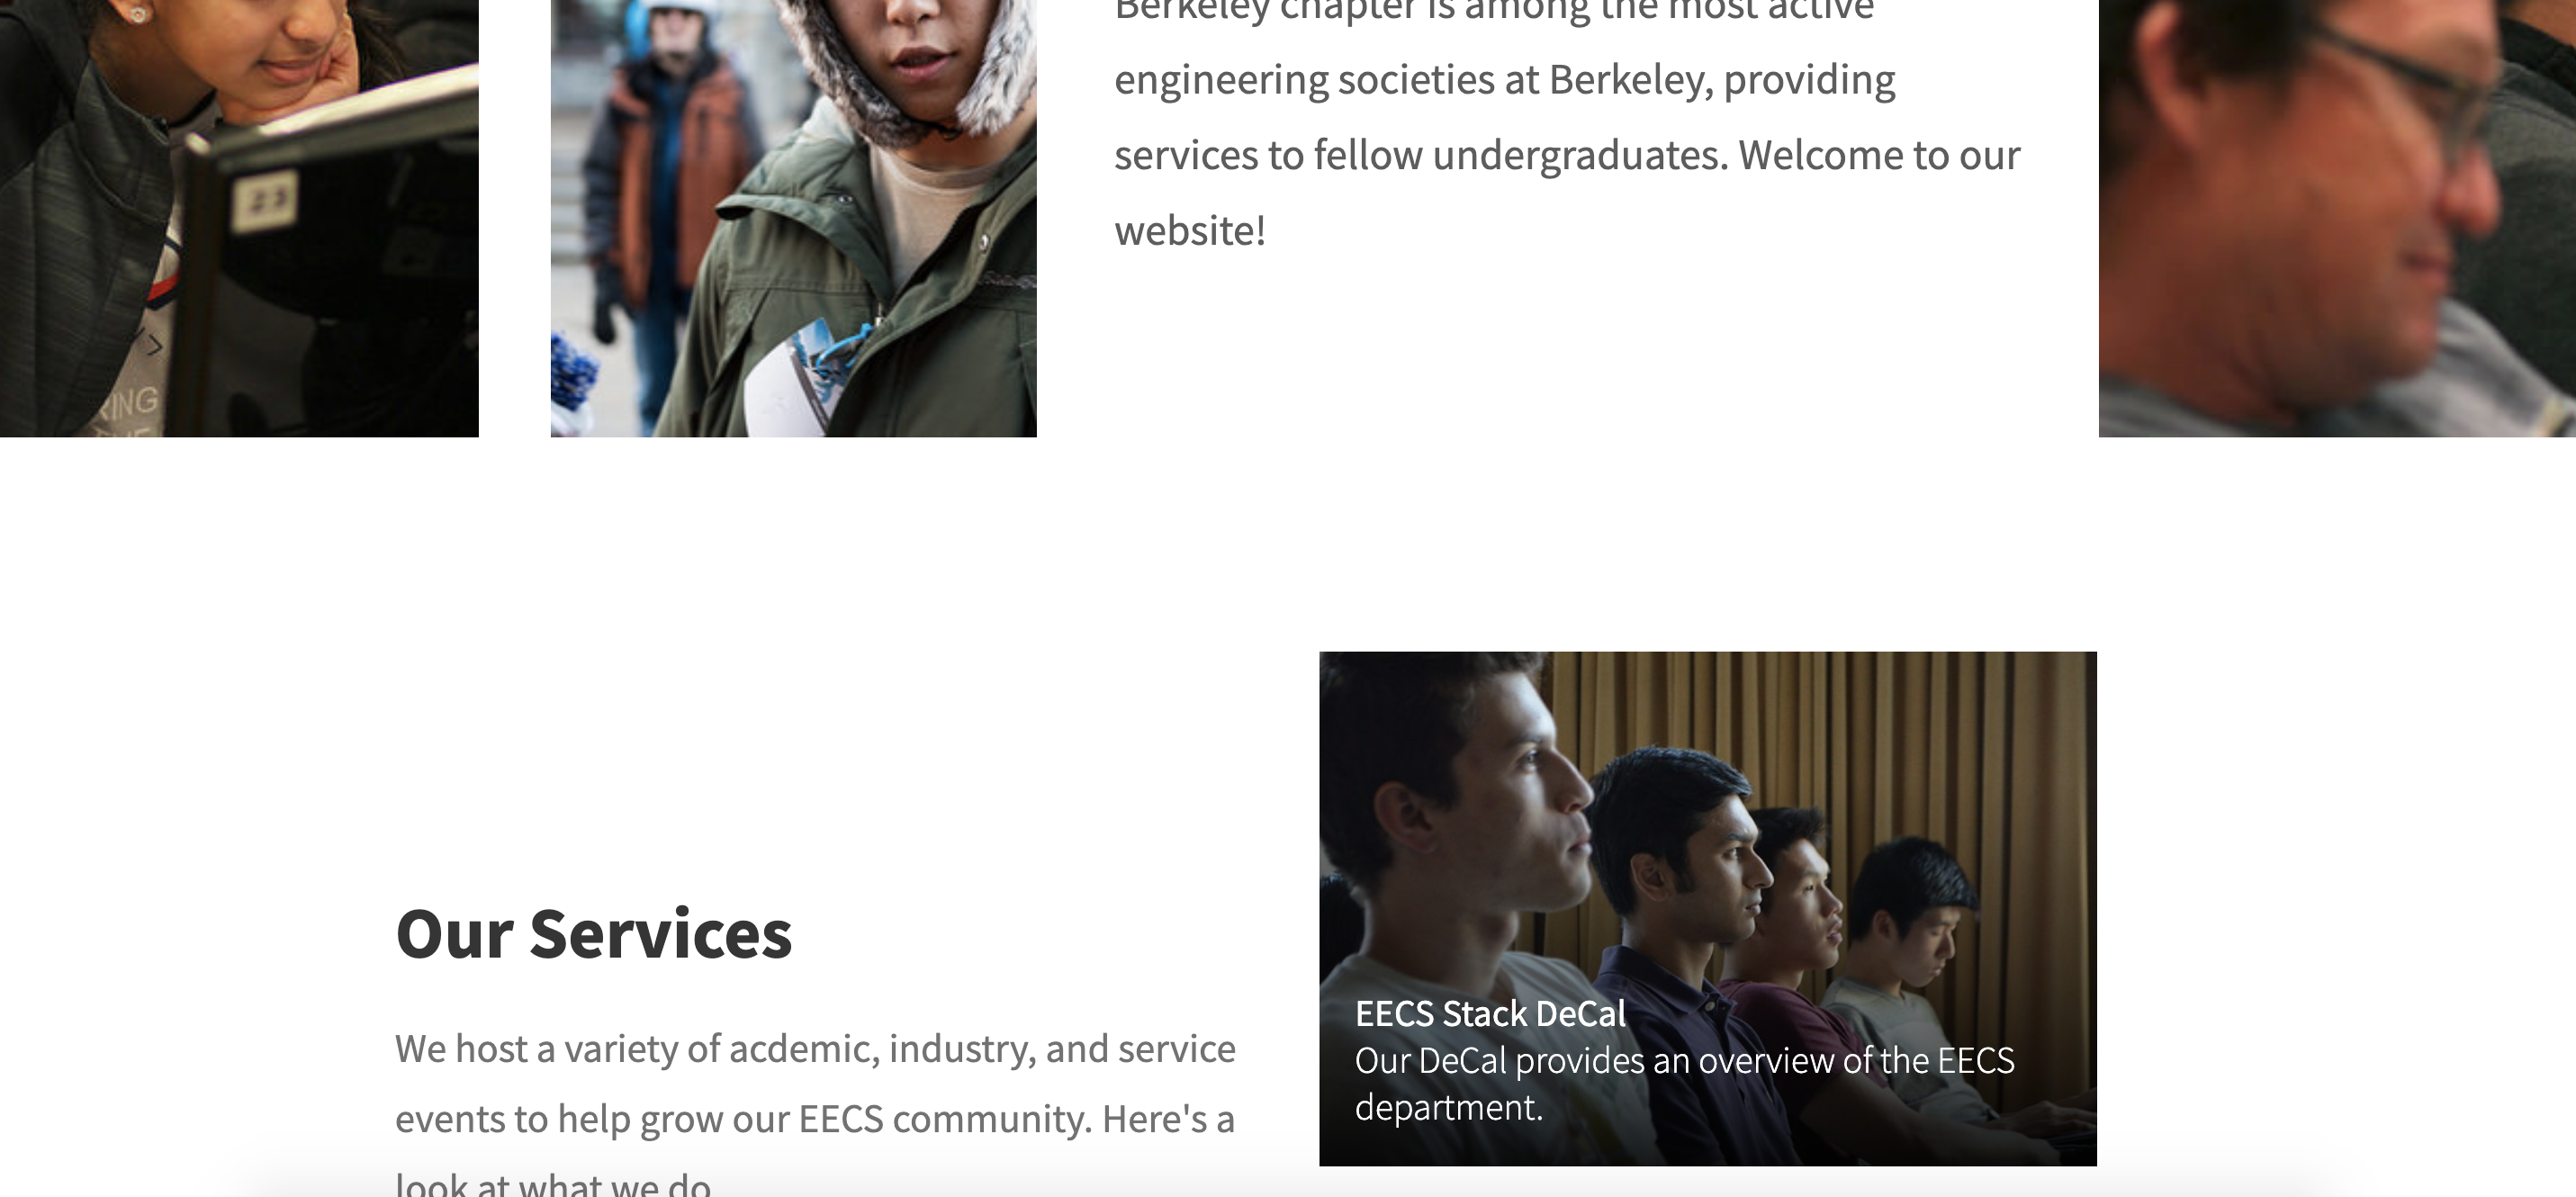 Berkeley chapter is among the most active
engineering societies at Berkeley, providing
services to fellow undergraduates. Welcome to our
website!
23
RING
Our Services
We host a variety of acdemic, industry, and service
events to help grow our EECS community. Here's a
look at what we do
EECS Stack DeCal
Our DeCal provides an overview of the EECS
department.